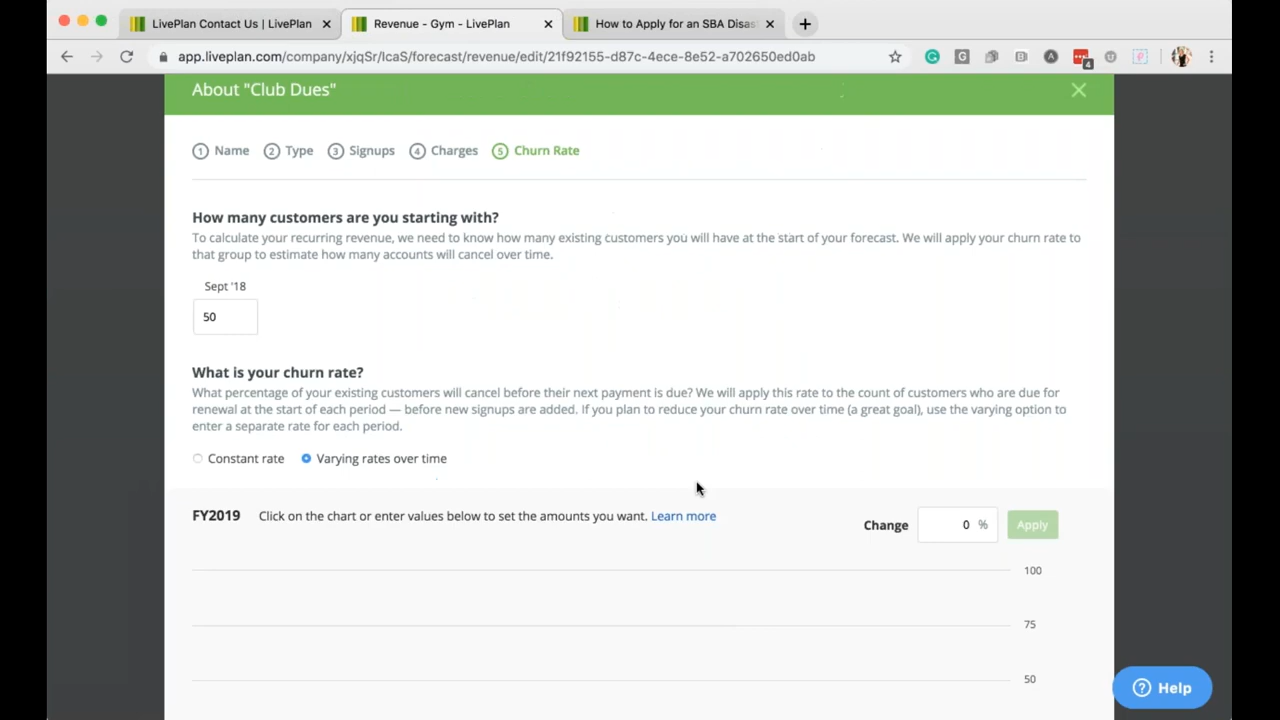 LivePlan Contact Us | LivePlan
Revenue - Gym - LivePlan
How to Apply for an SBA Disas
app.liveplan.com/company/xjqSr/IcaS/forecast/revenue/edit/21f92155-d87c-4ece-8e52-a702650ed0ab
4
About "Club Dues"
1 Name 2 Type 3 Signups 4 Charges 5 Churn Rate
How many customers are you starting with?
To calculate your recurring revenue, we need to know how many existing customers you will have at the start of your forecast. We will apply your churn rate to
that group to estimate how many accounts will cancel over time.
Sept '18
50
What is your churn rate?
What percentage of your existing customers will cancel before their next payment is due? We will apply this rate to the count of customers who are due for
renewal at the start of each period — before new signups are added. If you plan to reduce your churn rate over time (a great goal), use the varying option to
enter a separate rate for each period.
Constant rate Varying rates over time
FY2019 Click on the chart or enter values below to set the amounts you want. Learn more
Change 0 % Apply
100
75
50
? Help